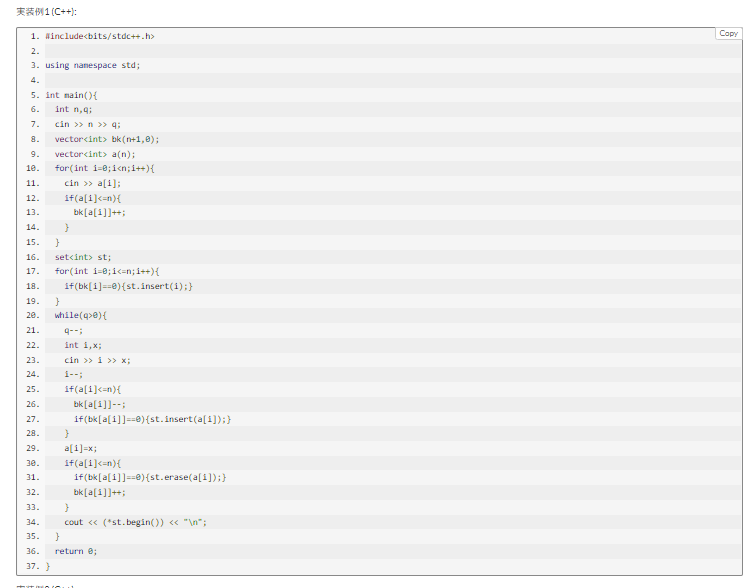 実装例1 (C++):
Copy
1. #include<bits/stdc++.h>
2.
3. using namespace std;
4.
5. int main(){
6.   int n,q;
7.   cin >> n >> q;
8.   vector<int> bk(n+1,0);
9.   vector<int> a(n);
10.   for(int i=0;i<n;i++){
11.     cin >> a[i];
12.     if(a[i]<=n){
13.       bk[a[i]]++;
14.     }
15.   }
16.   set<int> st;
17.   for(int i=0;i<=n;i++){
18.     if(bk[i]==0){st.insert(i);}
19.   }
20.   while(q>0){
21.     q--;
22.     int i,x;
23.     cin >> i >> x;
24.     i--;
25.     if(a[i]<=n){
26.       bk[a[i]]--;
27.       if(bk[a[i]]==0){st.insert(a[i]);}
28.     }
29.     a[i]=x;
30.     if(a[i]<=n){
31.       if(bk[a[i]]==0){st.erase(a[i]);}
32.       bk[a[i]]++;
33.     }
34.     cout << (*st.begin()) << "\n";
35.   }
36.   return 0;
37. }